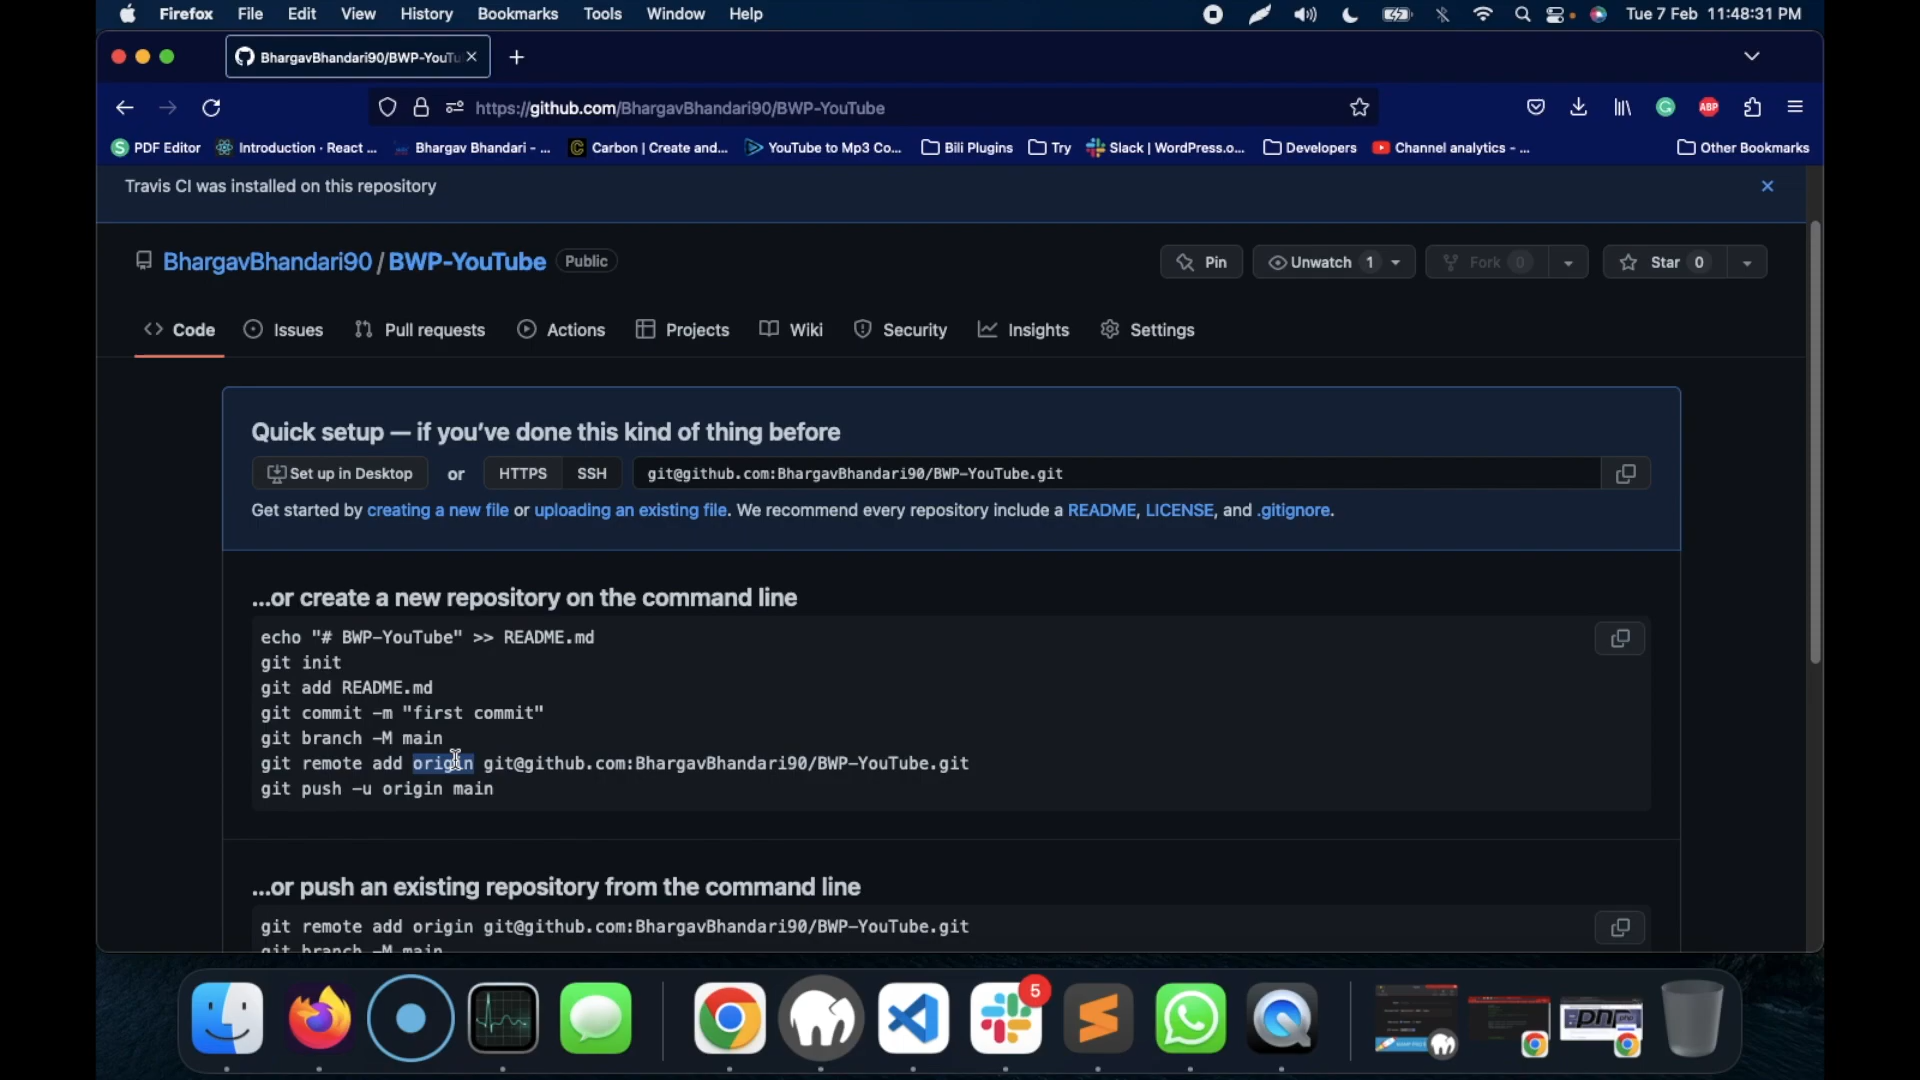 Firefox File Edit View History Bookmarks Tools Window Help Tue 7 Feb 11:48:31 PM
BhargavBhandari90/BWP-YouTu
https://github.com/BhargavBhandari90/BWP-YouTube
ABP
PDF Editor Introduction · React ... Bhargav Bhandari - ... Carbon | Create and... YouTube to Mp3 Co... Bili Plugins Try Slack | WordPress.o... Developers Channel analytics - ... Other Bookmarks
Travis CI was installed on this repository
BhargavBhandari90 / BWP-YouTube Public
Pin Unwatch 1 Fork 0 Star 0
Code Issues Pull requests Actions Projects Wiki Security Insights Settings
Quick setup — if you've done this kind of thing before
Set up in Desktop or HTTPS SSH git@github.com:BhargavBhandari90/BWP-YouTube.git
Get started by creating a new file or uploading an existing file. We recommend every repository include a README, LICENSE, and .gitignore.
...or create a new repository on the command line
echo "# BWP-YouTube" >> README.md
git init
git add README.md
git commit -m "first commit"
git branch -M main
git remote add origin git@github.com:BhargavBhandari90/BWP-YouTube.git
git push -u origin main
...or push an existing repository from the command line
git remote add origin git@github.com:BhargavBhandari90/BWP-YouTube.git
git branch -M main
5
php